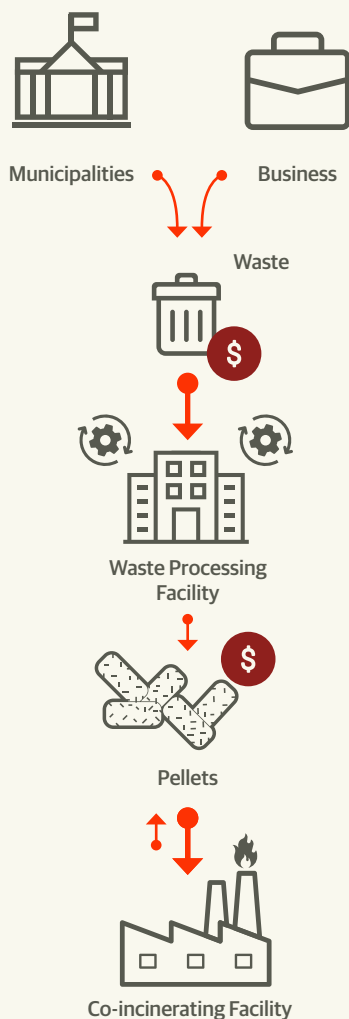 Municipalities
Business
Waste
$
Waste Processing
Facility
$
Pellets
Co-incinerating Facility